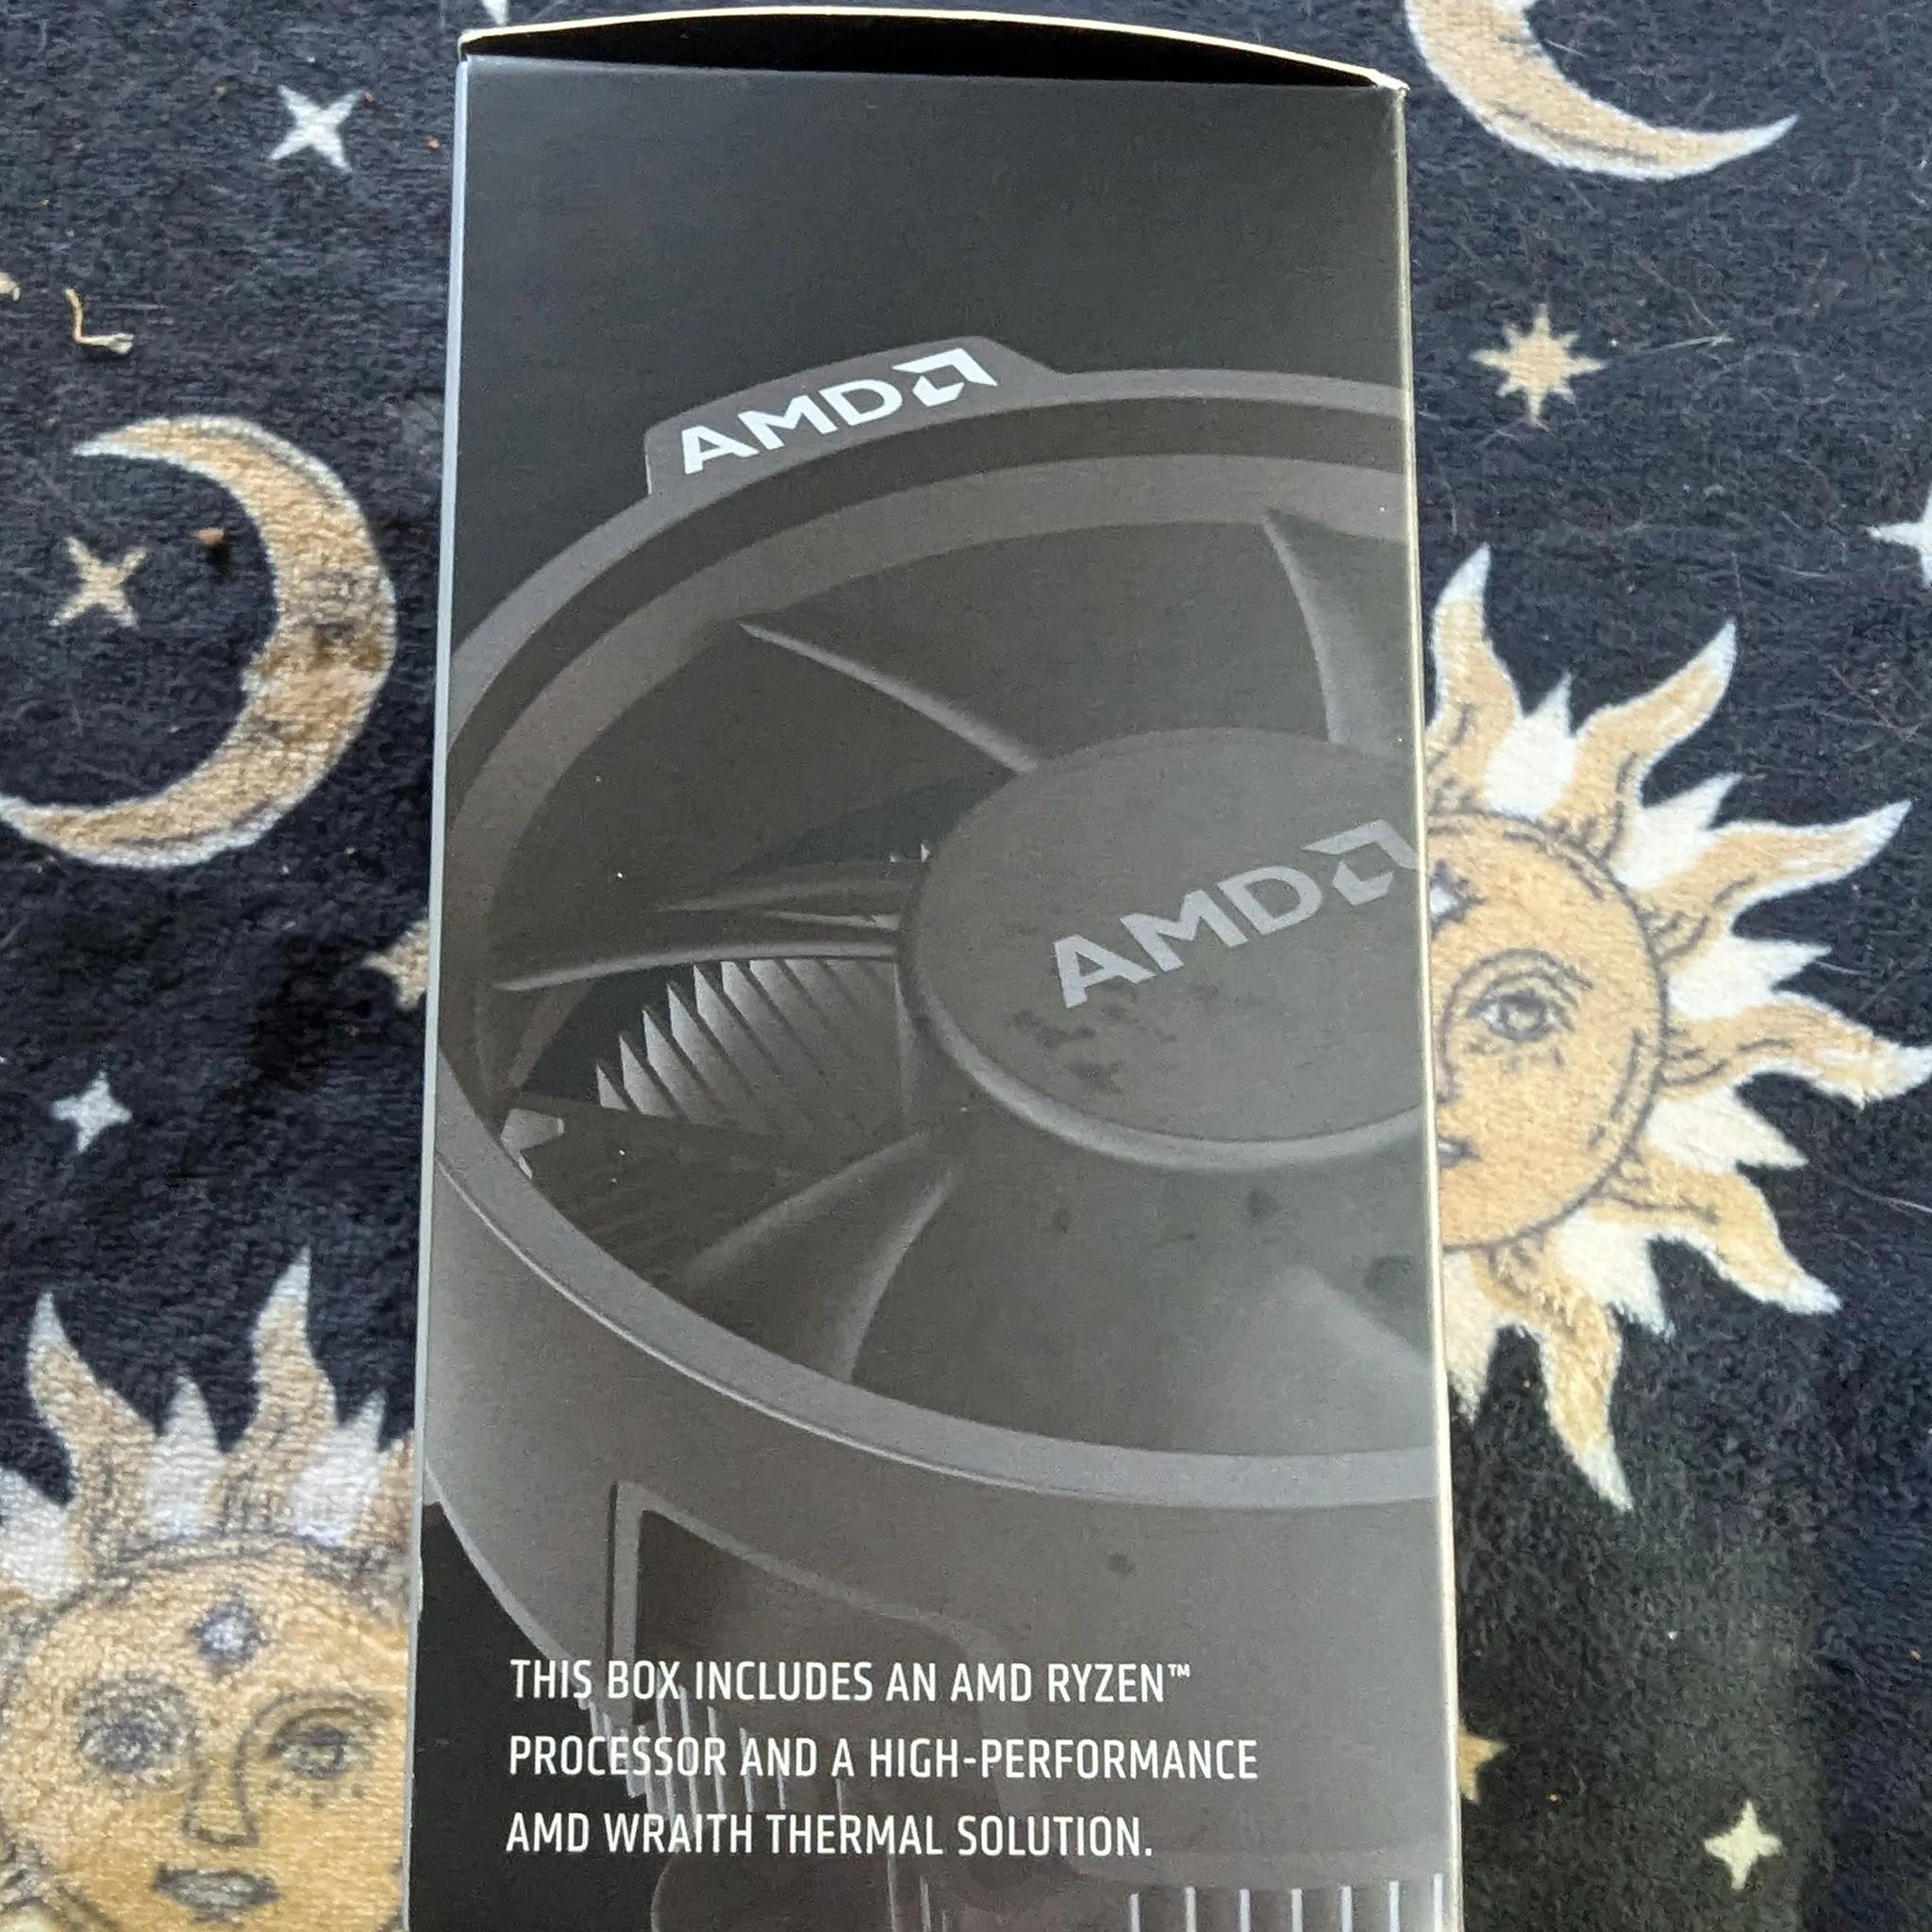 AMD
AMD
THIS BOX INCLUDES AN AMD RYZEN™
PROCESSOR AND A HIGH-PERFORMANCE
AMD WRAITH THERMAL SOLUTION.